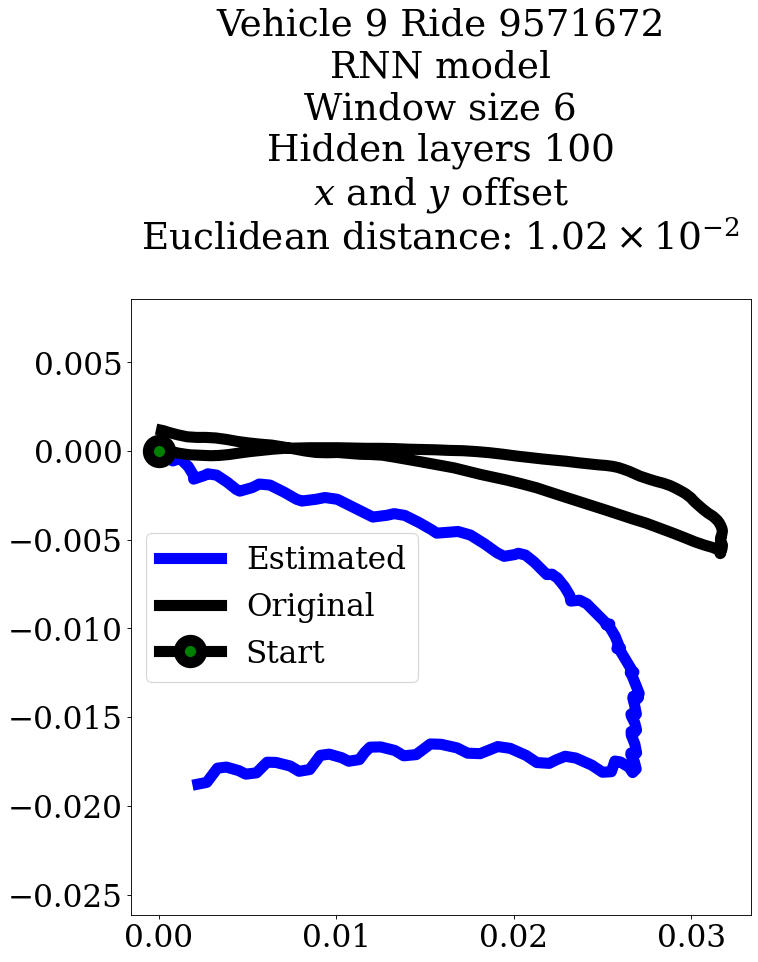 Vehicle 9 Ride 9571672
RNN model
Window size 6
Hidden layers 100
x and y offset
Euclidean distance: 1.02 × 10⁻²
0.005
0.000
−0.005
−0.010
−0.015
−0.020
−0.025
Estimated
Original
Start
0.00 0.01 0.02 0.03